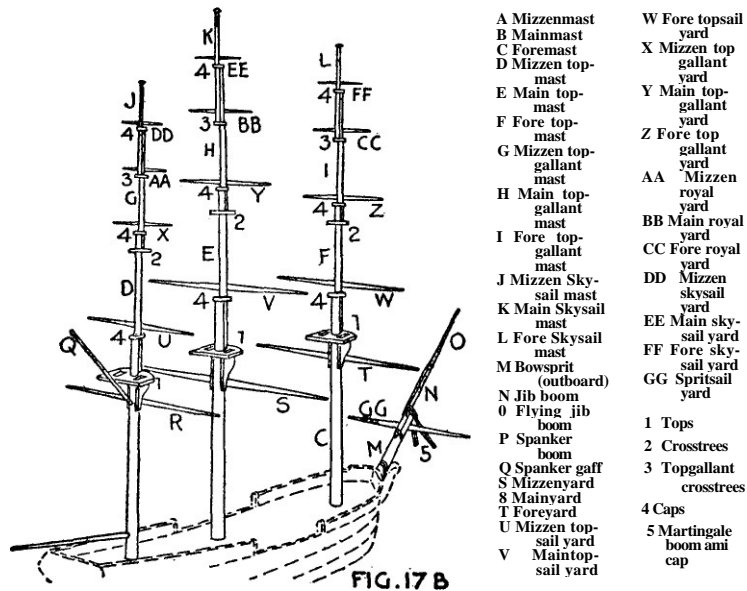 K
4 EE
L
4 FF
J
4 DD
3 BB
3 CC
H
3 AA
I
G
4 Y
4 Z
2
2
4 X
2
E
F
D
4 V
4 W
1
4 U
1
Q
O
T
1
S
N
R
GG
C
M
5
FIG. 17 B
A Mizzenmast
B Mainmast
C Foremast
D Mizzen top-
mast
E Main top-
mast
F Fore top-
mast
G Mizzen top-
gallant
mast
H Main top-
gallant
mast
I Fore top-
gallant
mast
J Mizzen Sky-
sail mast
K Main Skysail
mast
L Fore Skysail
mast
M Bowsprit
(outboard)
N Jib boom
0 Flying jib
boom
P Spanker
boom
Q Spanker gaff
S Mizzenyard
8 Mainyard
T Foreyard
U Mizzen top-
sail yard
V Maintop-
sail yard
W Fore topsail
yard
X Mizzen top
gallant
yard
Y Main top-
gallant
yard
Z Fore top
gallant
yard
AA Mizzen
royal
yard
BB Main royal
yard
CC Fore royal
yard
DD Mizzen
skysail
yard
EE Main sky-
sail yard
FF Fore sky-
sail yard
GG Spritsail
yard
1 Tops
2 Crosstrees
3 Topgallant
crosstrees
4 Caps
5 Martingale
boom ami
cap